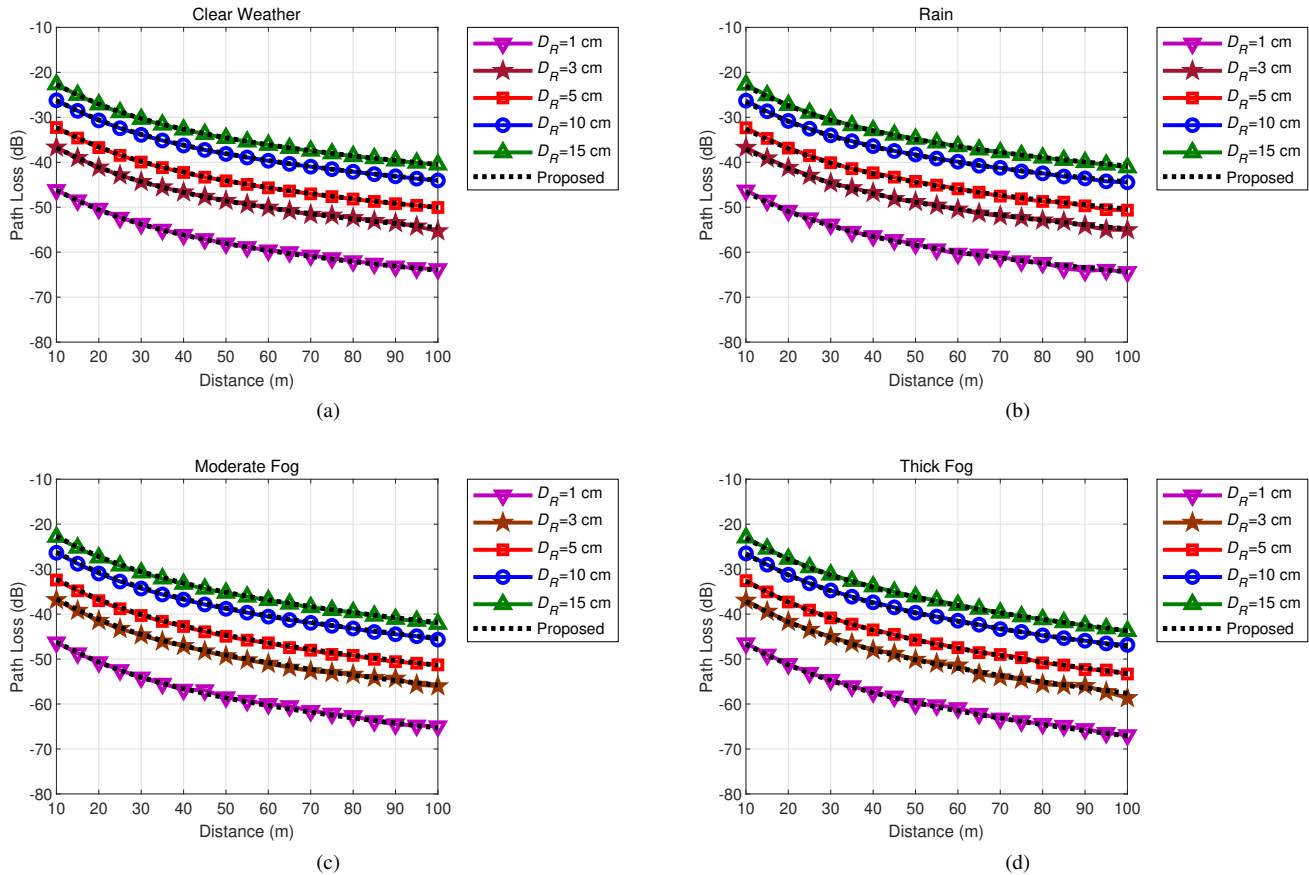 Clear Weather
-10
-20
-30
-40
-50
-60
-70
-80
Path Loss (dB)
10 20 30 40 50 60 70 80 90 100
Distance (m)
D_R=1 cm
D_R=3 cm
D_R=5 cm
D_R=10 cm
D_R=15 cm
Proposed
(a)
Rain
-10
-20
-30
-40
-50
-60
-70
-80
Path Loss (dB)
10 20 30 40 50 60 70 80 90 100
Distance (m)
D_R=1 cm
D_R=3 cm
D_R=5 cm
D_R=10 cm
D_R=15 cm
Proposed
(b)
Moderate Fog
-10
-20
-30
-40
-50
-60
-70
-80
Path Loss (dB)
10 20 30 40 50 60 70 80 90 100
Distance (m)
D_R=1 cm
D_R=3 cm
D_R=5 cm
D_R=10 cm
D_R=15 cm
Proposed
(c)
Thick Fog
-10
-20
-30
-40
-50
-60
-70
-80
Path Loss (dB)
10 20 30 40 50 60 70 80 90 100
Distance (m)
D_R=1 cm
D_R=3 cm
D_R=5 cm
D_R=10 cm
D_R=15 cm
Proposed
(d)